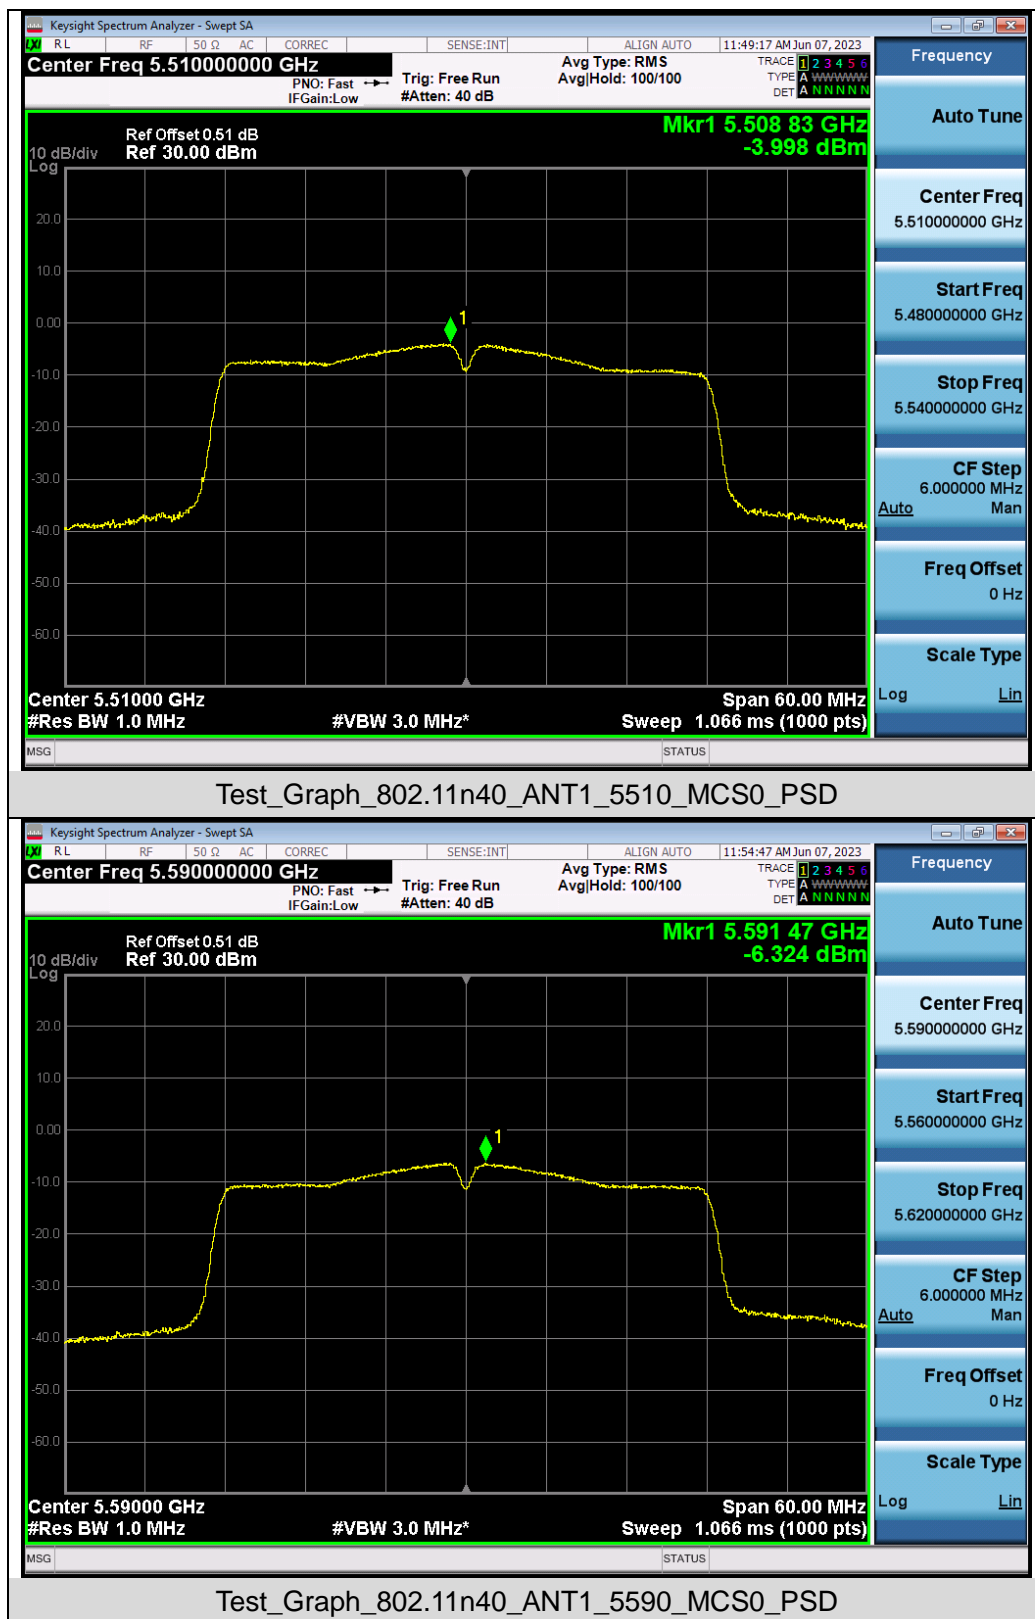 Keysight Spectrum Analyzer - Swept SA
LXI RL RF 50 Ω AC CORREC SENSE:INT ALIGN AUTO 11:49:17 AM Jun 07, 2023
Center Freq 5.510000000 GHz
PNO: Fast
IFGain:Low
Trig: Free Run
#Atten: 40 dB
Avg Type: RMS
Avg|Hold: 100/100
TRACE 1 2 3 4 5 6
TYPE A WWWWW
DET A N N N N N
Frequency
Mkr1 5.508 83 GHz
-3.998 dBm
Ref Offset 0.51 dB
10 dB/div Ref 30.00 dBm
Log
20.0
10.0
0.00
-10.0
-20.0
-30.0
-40.0
-50.0
-60.0
1
Center 5.51000 GHz Span 60.00 MHz
#Res BW 1.0 MHz #VBW 3.0 MHz* Sweep 1.066 ms (1000 pts)
Auto Tune
Center Freq
5.510000000 GHz
Start Freq
5.480000000 GHz
Stop Freq
5.540000000 GHz
CF Step
6.000000 MHz
Auto Man
Freq Offset
0 Hz
Scale Type
Log Lin
MSG STATUS
Test_Graph_802.11n40_ANT1_5510_MCS0_PSD
Keysight Spectrum Analyzer - Swept SA
LXI RL RF 50 Ω AC CORREC SENSE:INT ALIGN AUTO 11:54:47 AM Jun 07, 2023
Center Freq 5.590000000 GHz
PNO: Fast
IFGain:Low
Trig: Free Run
#Atten: 40 dB
Avg Type: RMS
Avg|Hold: 100/100
TRACE 1 2 3 4 5 6
TYPE A WWWWW
DET A N N N N N
Frequency
Mkr1 5.591 47 GHz
-6.324 dBm
Ref Offset 0.51 dB
10 dB/div Ref 30.00 dBm
Log
20.0
10.0
0.00
-10.0
-20.0
-30.0
-40.0
-50.0
-60.0
1
Center 5.59000 GHz Span 60.00 MHz
#Res BW 1.0 MHz #VBW 3.0 MHz* Sweep 1.066 ms (1000 pts)
Auto Tune
Center Freq
5.590000000 GHz
Start Freq
5.560000000 GHz
Stop Freq
5.620000000 GHz
CF Step
6.000000 MHz
Auto Man
Freq Offset
0 Hz
Scale Type
Log Lin
MSG STATUS
Test_Graph_802.11n40_ANT1_5590_MCS0_PSD